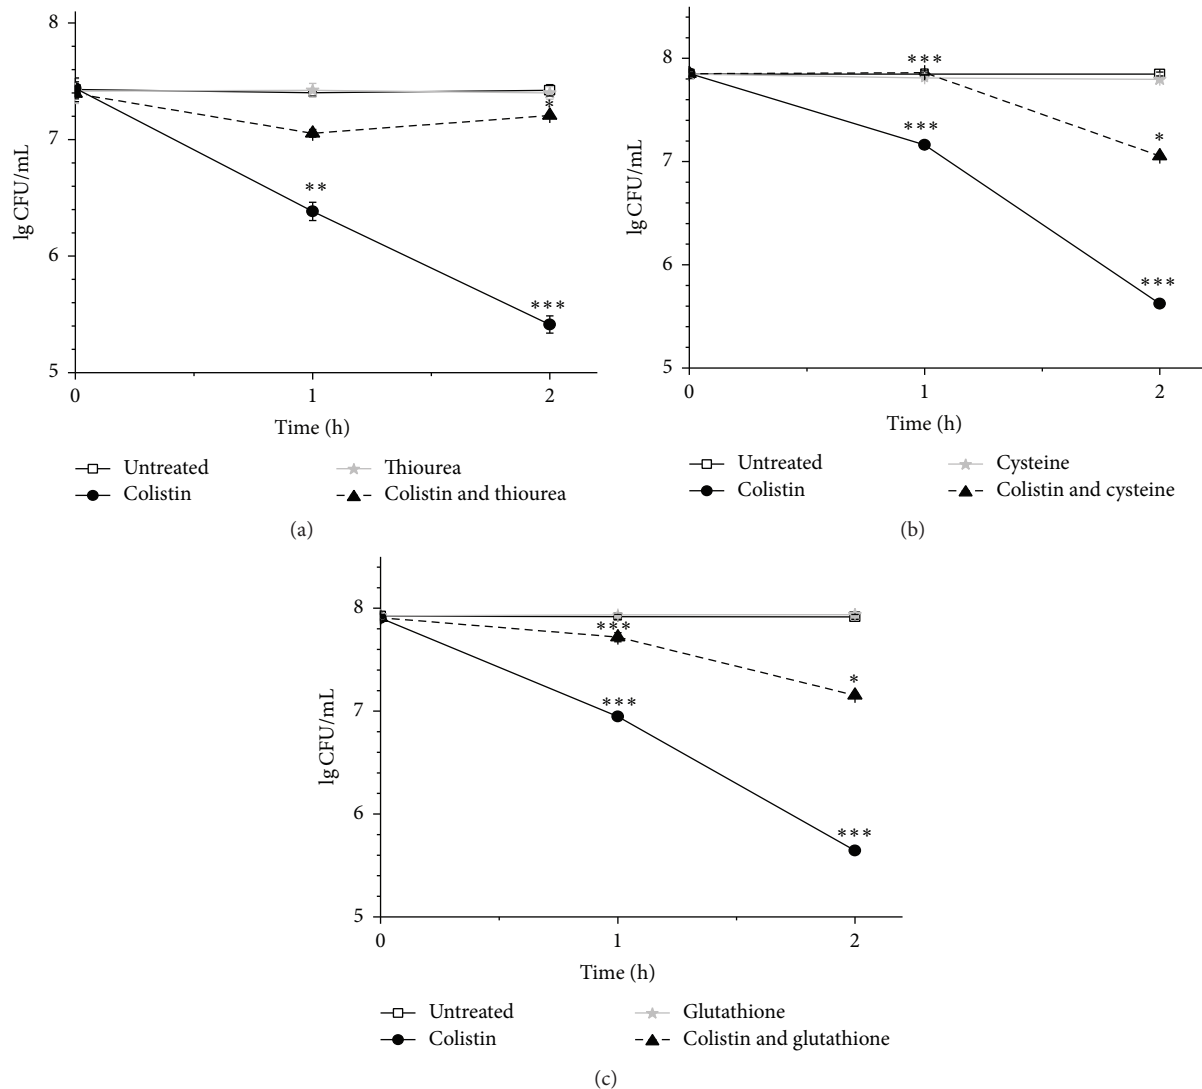 8
7
6
5
lg CFU/mL
**
***
*
0 1 2
Time (h)
Untreated Thiourea
Colistin Colistin and thiourea
(a)
8
7
6
5
lg CFU/mL
***
***
*
***
0 1 2
Time (h)
Untreated Cysteine
Colistin Colistin and cysteine
(b)
8
7
6
5
lg CFU/mL
***
***
*
***
0 1 2
Time (h)
Untreated Glutathione
Colistin Colistin and glutathione
(c)